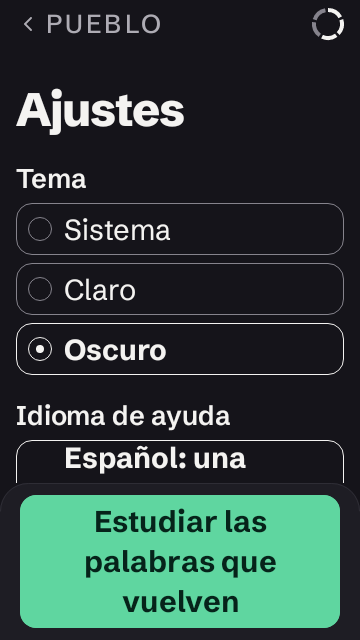 PUEBLO
Ajustes
Tema
Sistema
Claro
Oscuro
Idioma de ayuda
Español: una
Estudiar las
palabras que
vuelven